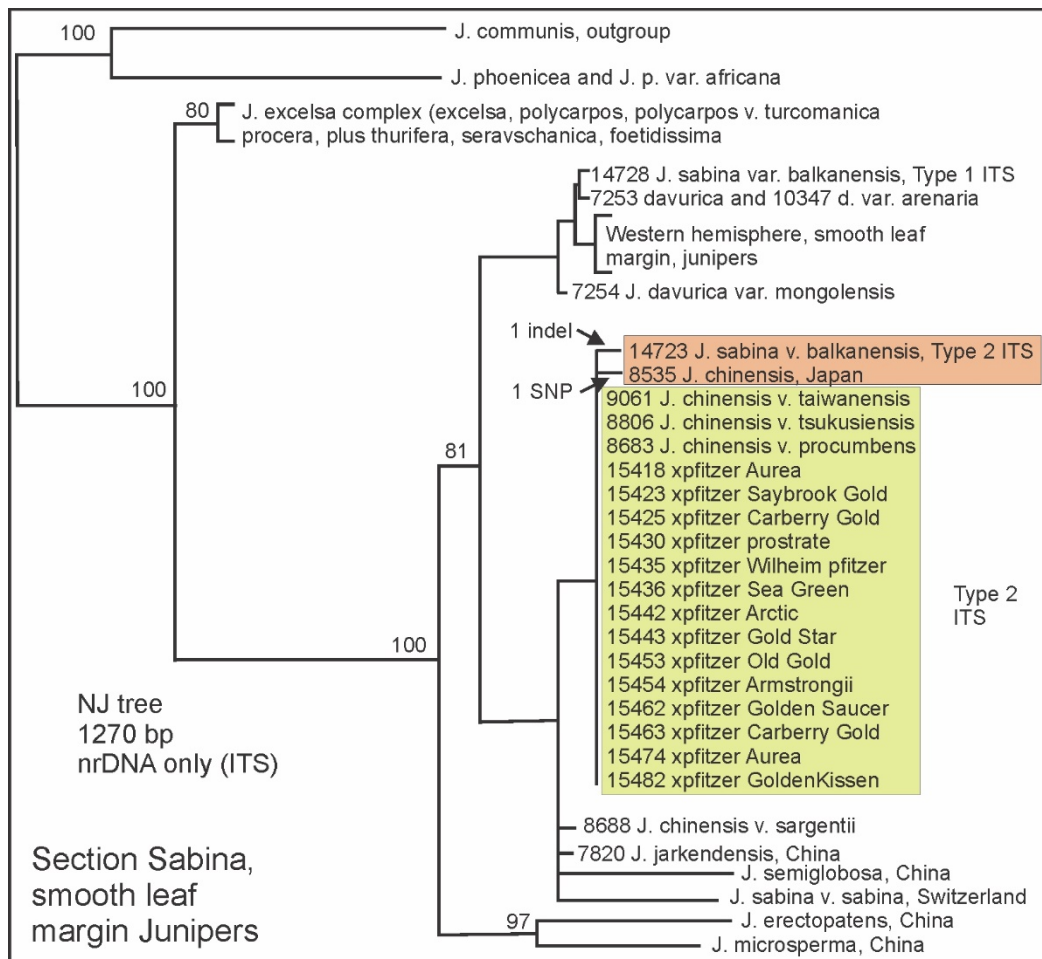 100
J. communis, outgroup
J. phoenicea and J. p. var. africana
80
J. excelsa complex (excelsa, polycarpos, polycarpos v. turcomanica
procera, plus thurifera, seravschanica, foetidissima
14728 J. sabina var. balkanensis, Type 1 ITS
7253 davurica and 10347 d. var. arenaria
Western hemisphere, smooth leaf
margin, junipers
7254 J. davurica var. mongolensis
1 indel
14723 J. sabina v. balkanensis, Type 2 ITS
8535 J. chinensis, Japan
1 SNP
100
9061 J. chinensis v. taiwanensis
8806 J. chinensis v. tsukusiensis
8683 J. chinensis v. procumbens
81
15418 xpfitzer Aurea
15423 xpfitzer Saybrook Gold
15425 xpfitzer Carberry Gold
15430 xpfitzer prostrate
15435 xpfitzer Wilheim pfitzer
15436 xpfitzer Sea Green
15442 xpfitzer Arctic
15443 xpfitzer Gold Star
15453 xpfitzer Old Gold
15454 xpfitzer Armstrongii
15462 xpfitzer Golden Saucer
15463 xpfitzer Carberry Gold
15474 xpfitzer Aurea
15482 xpfitzer GoldenKissen
Type 2
ITS
100
NJ tree
1270 bp
nrDNA only (ITS)
8688 J. chinensis v. sargentii
7820 J. jarkendensis, China
J. semiglobosa, China
J. sabina v. sabina, Switzerland
97
J. erectopatens, China
J. microsperma, China
Section Sabina,
smooth leaf
margin Junipers